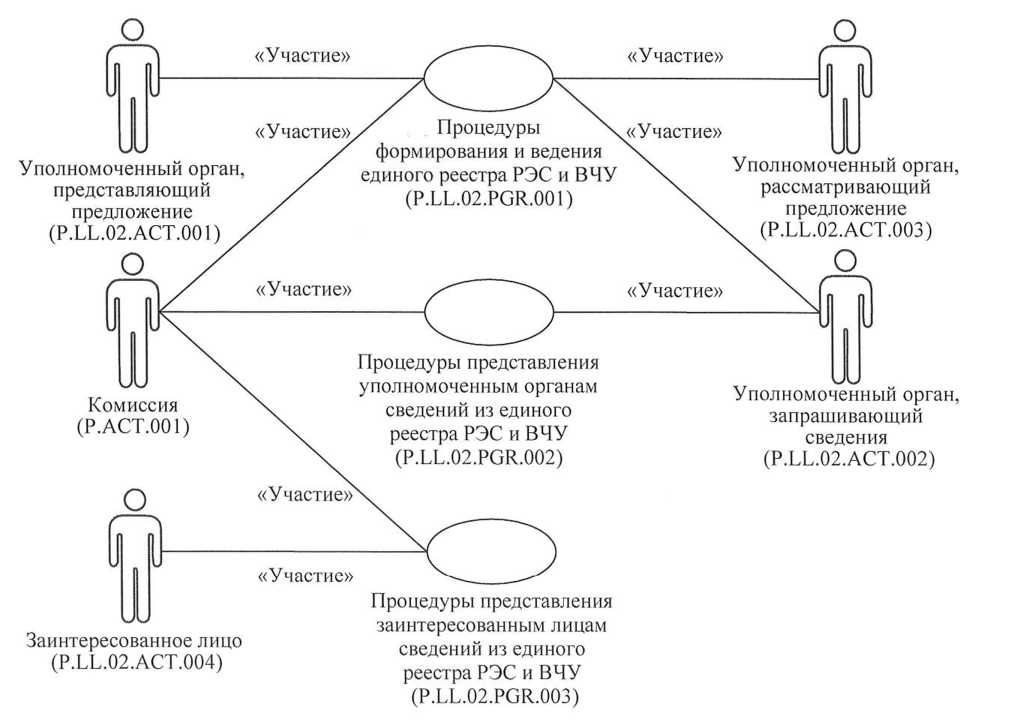 «Участие»
«Участие»
«Участие»
«Участие»
Уполномоченный орган,
представляющий
предложение
(P.LL.02.ACT.001)
Процедуры
формирования и ведения
единого реестра РЭС и ВЧУ
(P.LL.02.PGR.001)
Уполномоченный орган,
рассматривающий
предложение
(P.LL.02.ACT.003)
«Участие»
«Участие»
Комиссия
(P.ACT.001)
Процедуры представления
уполномоченным органам
сведений из единого
реестра РЭС и ВЧУ
(P.LL.02.PGR.002)
Уполномоченный орган,
запрашивающий
сведения
(P.LL.02.ACT.002)
«Участие»
«Участие»
Заинтересованное лицо
(P.LL.02.ACT.004)
Процедуры представления
заинтересованным лицам
сведений из единого
реестра РЭС и ВЧУ
(P.LL.02.PGR.003)